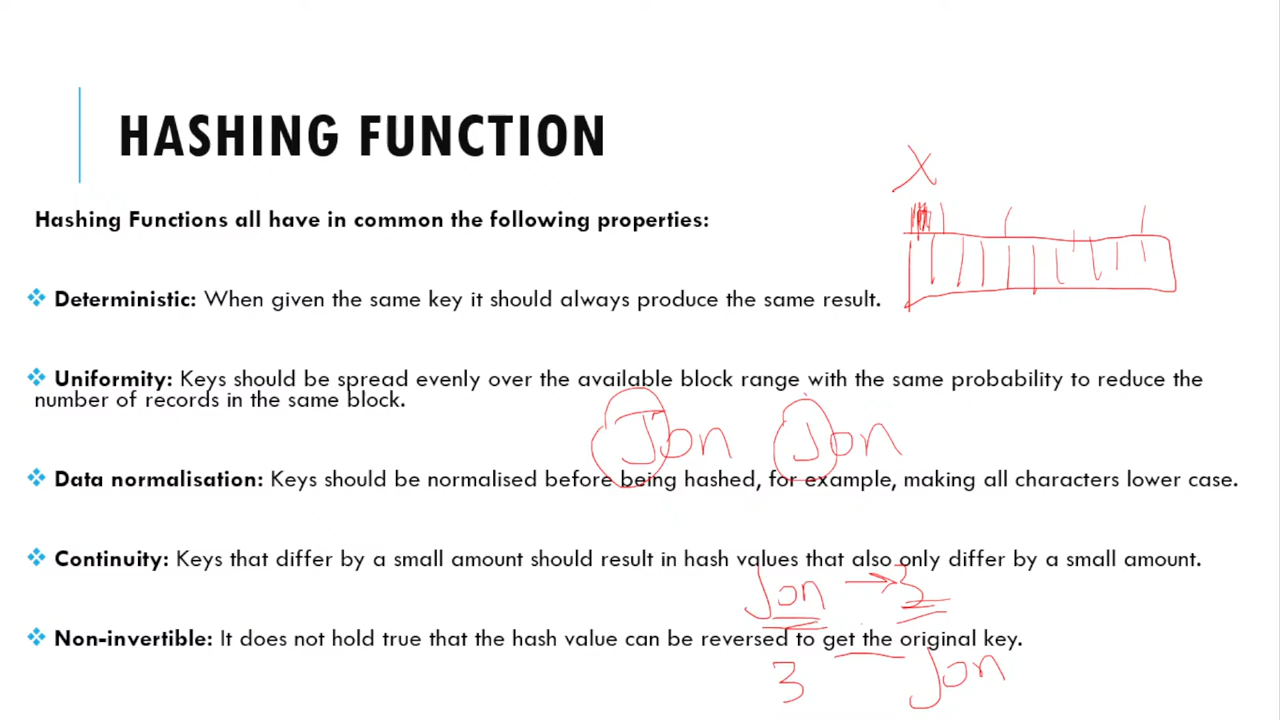 HASHING FUNCTION
X
Hashing Functions all have in common the following properties:
❖ Deterministic: When given the same key it should always produce the same result.
❖ Uniformity: Keys should be spread evenly over the available block range with the same probability to reduce the
number of records in the same block.
Jon Jon
❖ Data normalisation: Keys should be normalised before being hashed, for example, making all characters lower case.
❖ Continuity: Keys that differ by a small amount should result in hash values that also only differ by a small amount.
Jon → 3
❖ Non-invertible: It does not hold true that the hash value can be reversed to get the original key.
3 Jon